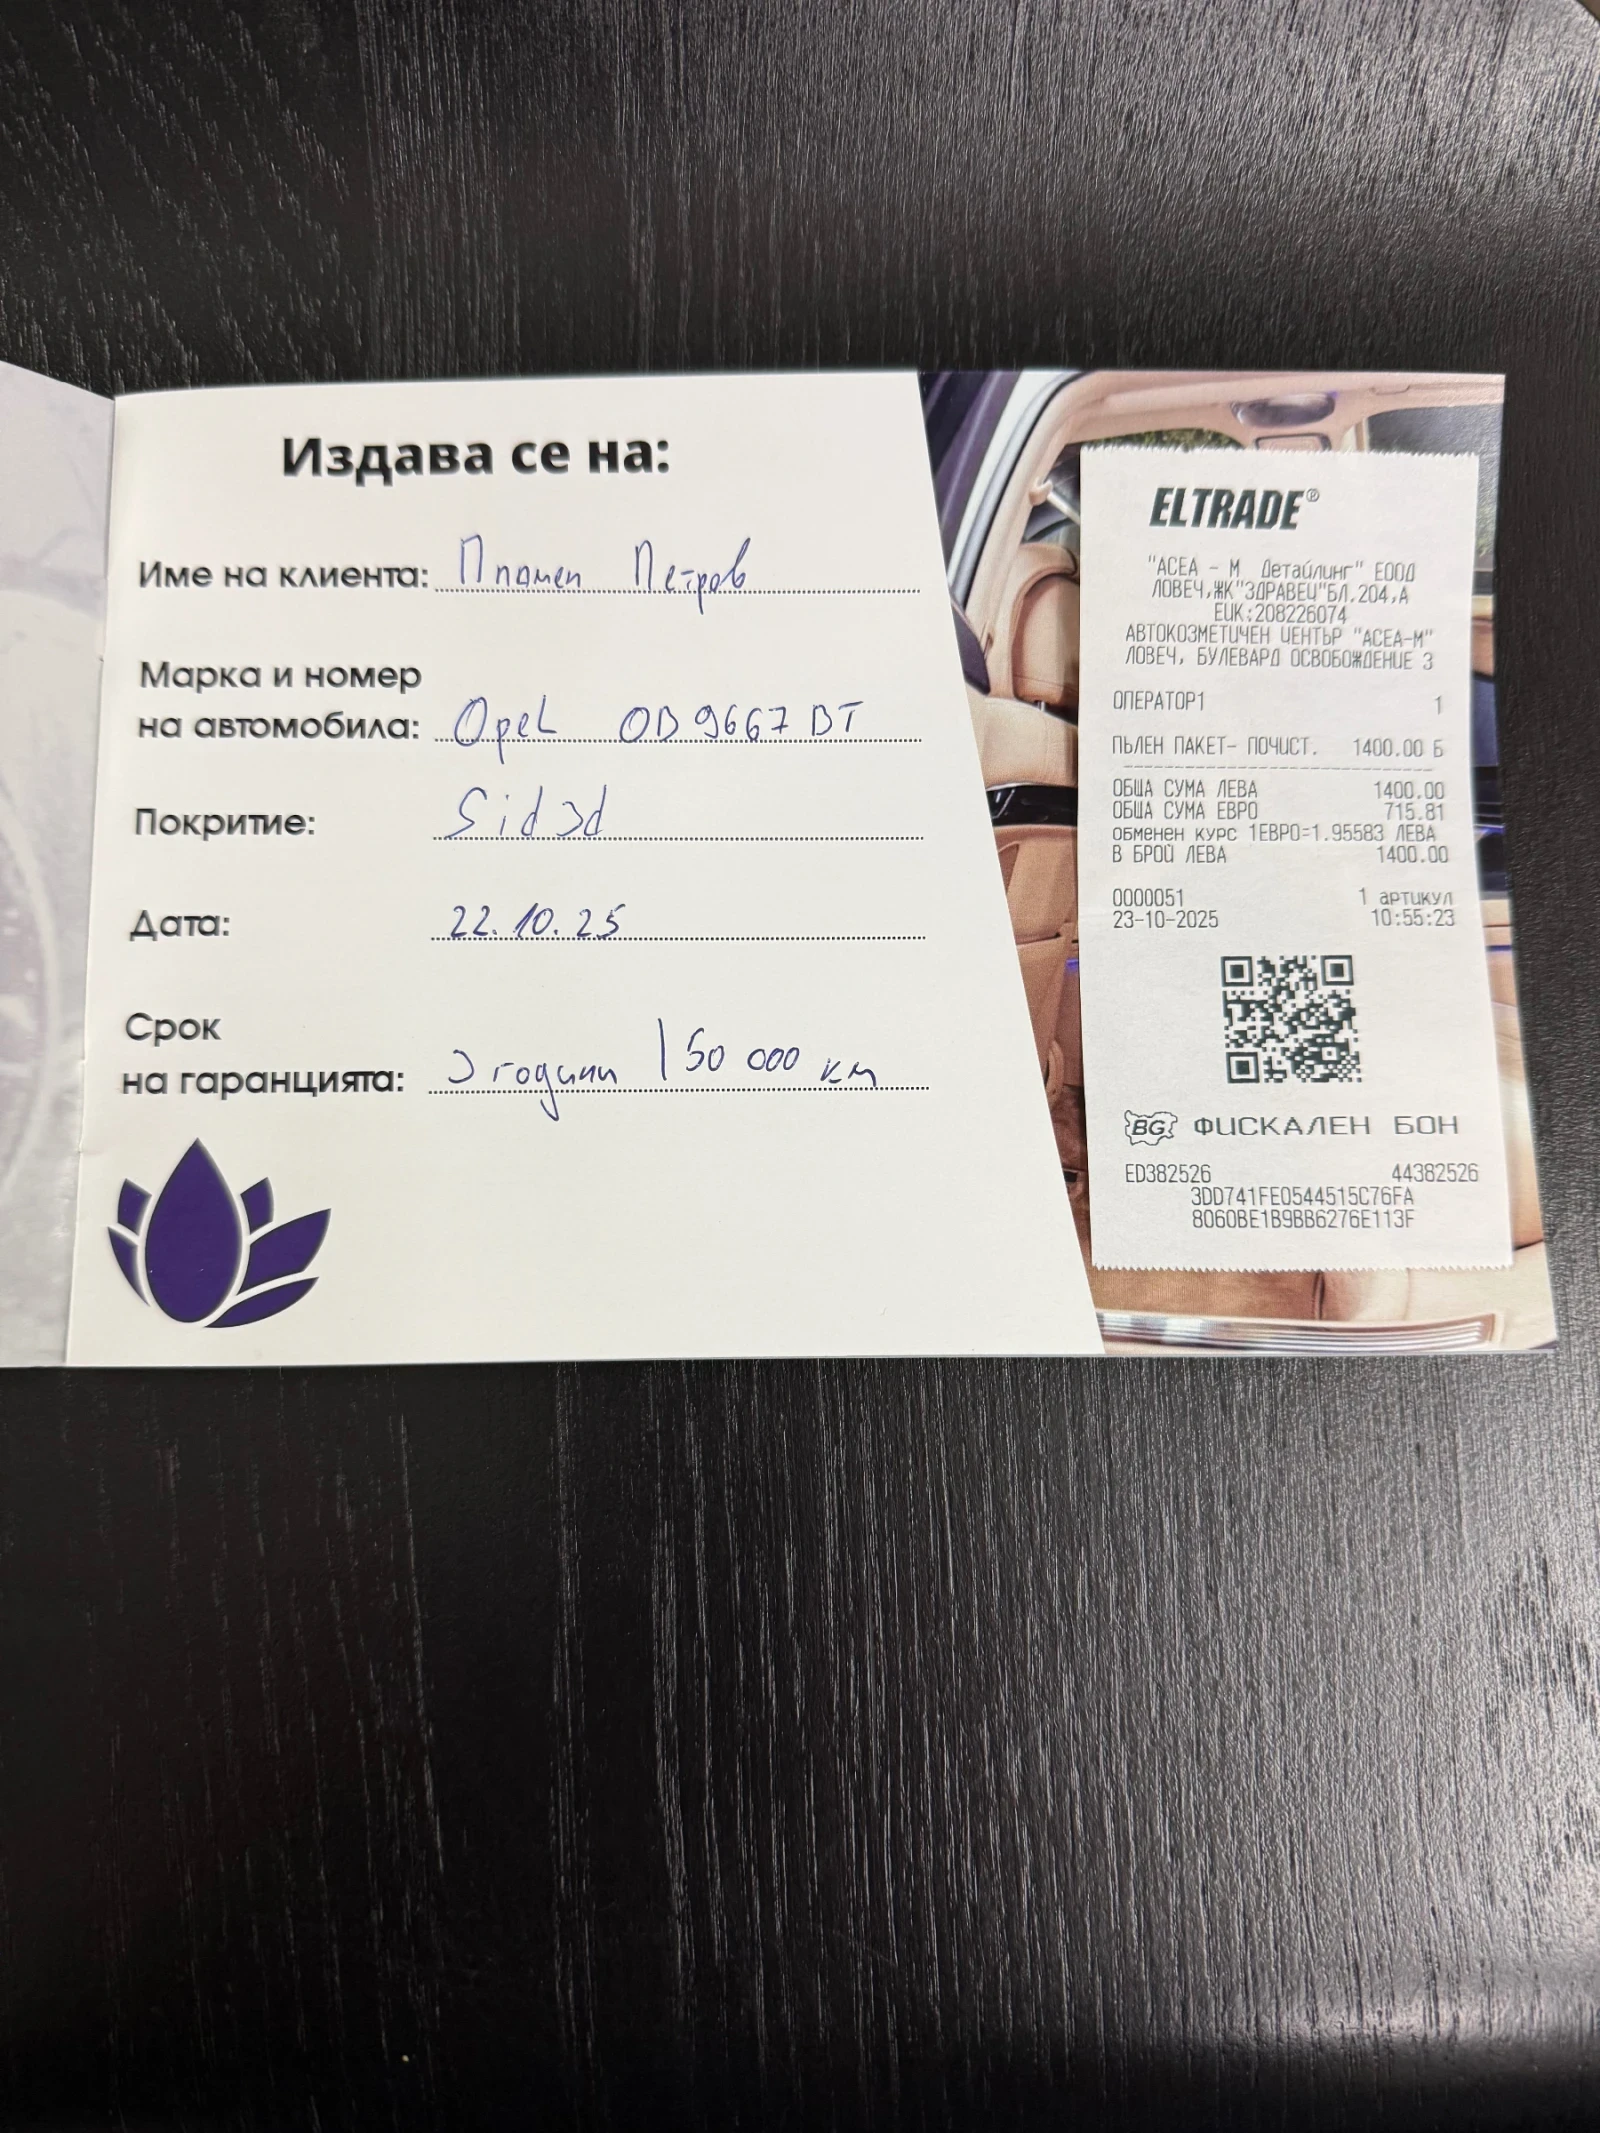 Издава се на:
Име на клиента: Пламен Петров
Марка и номер
на автомобила: Opel OB9667BT
Покритие: Sid3d
Дата: 22.10.25
Срок
на гаранцията: 3 години / 50 000 км
ELTRADE®
"АСЕА - М Детайлинг" ЕООД
ЛОВЕЧ,ЖК"ЗДРАВЕЦ"БЛ.204,А
ЕИК:208226074
АВТОКОЗМЕТИЧЕН ЦЕНТЪР "АСЕА-М"
ЛОВЕЧ, БУЛЕВАРД ОСВОБОЖДЕНИЕ 3
ОПЕРАТОР1 1
ПЪЛЕН ПАКЕТ- ПОЧИСТ. 1400.00 Б
ОБЩА СУМА ЛЕВА 1400.00
ОБЩА СУМА ЕВРО 715.81
обменен курс 1ЕВРО=1.95583 ЛЕВА
В БРОЙ ЛЕВА 1400.00
0000051 1 артикул
23-10-2025 10:55:23
BG ФИСКАЛЕН БОН
ED382526 44382526
3DD741FE0544515C76FA
8060BE1B9BB6276E113F